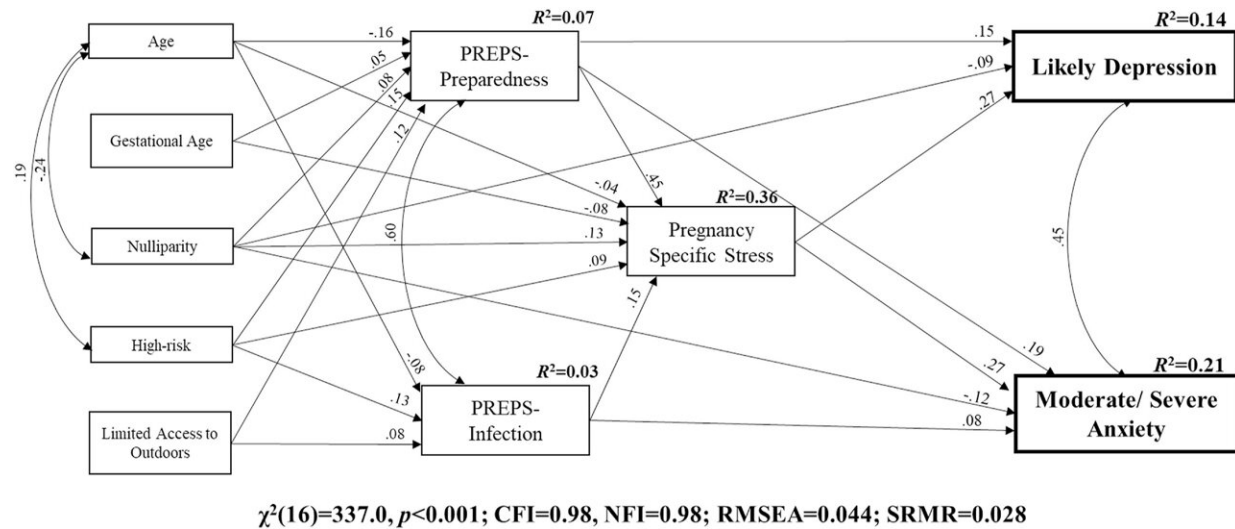 R²=0.07
R²=0.14
Age
-.16
PREPS-
Preparedness
.15
Likely Depression
.05
.08
.15
.12
-.09
.27
Gestational Age
.19
-.24
-.04
.45
R²=0.36
-.08
Nulliparity
.13
Pregnancy
Specific Stress
.09
.60
.45
.15
High-risk
-.08
.19
R²=0.03
.27
R²=0.21
.13
PREPS-
Infection
-.12
Moderate/ Severe
Anxiety
Limited Access to
Outdoors
.08
.08
χ²(16)=337.0, p<0.001; CFI=0.98, NFI=0.98; RMSEA=0.044; SRMR=0.028